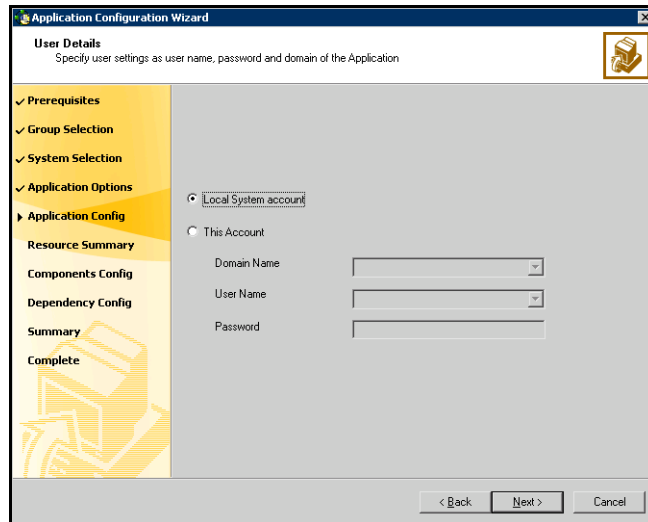 Application Configuration Wizard
User Details
Specify user settings as user name, password and domain of the Application
Prerequisites
Group Selection
System Selection
Application Options
Application Config
Resource Summary
Components Config
Dependency Config
Summary
Complete
Local System account
This Account
Domain Name
User Name
Password
< Back
Next >
Cancel